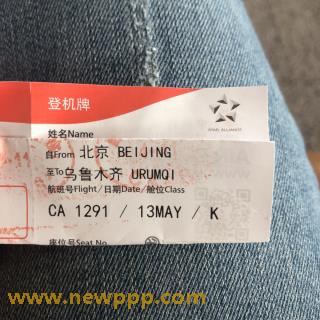 登机牌
STAR ALLIANCE
姓名Name
自From 北京 BEIJING
至To 乌鲁木齐 URUMQI
航班号Flight / 日期Date / 舱位Class
CA 1291 / 13MAY / K
座位号Seat No
www.newppp.com